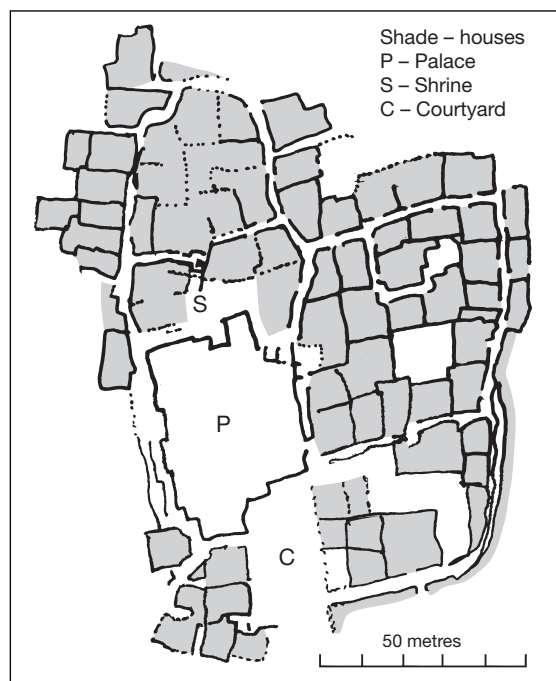 Shade – houses
P – Palace
S – Shrine
C – Courtyard
S
P
C
50 metres